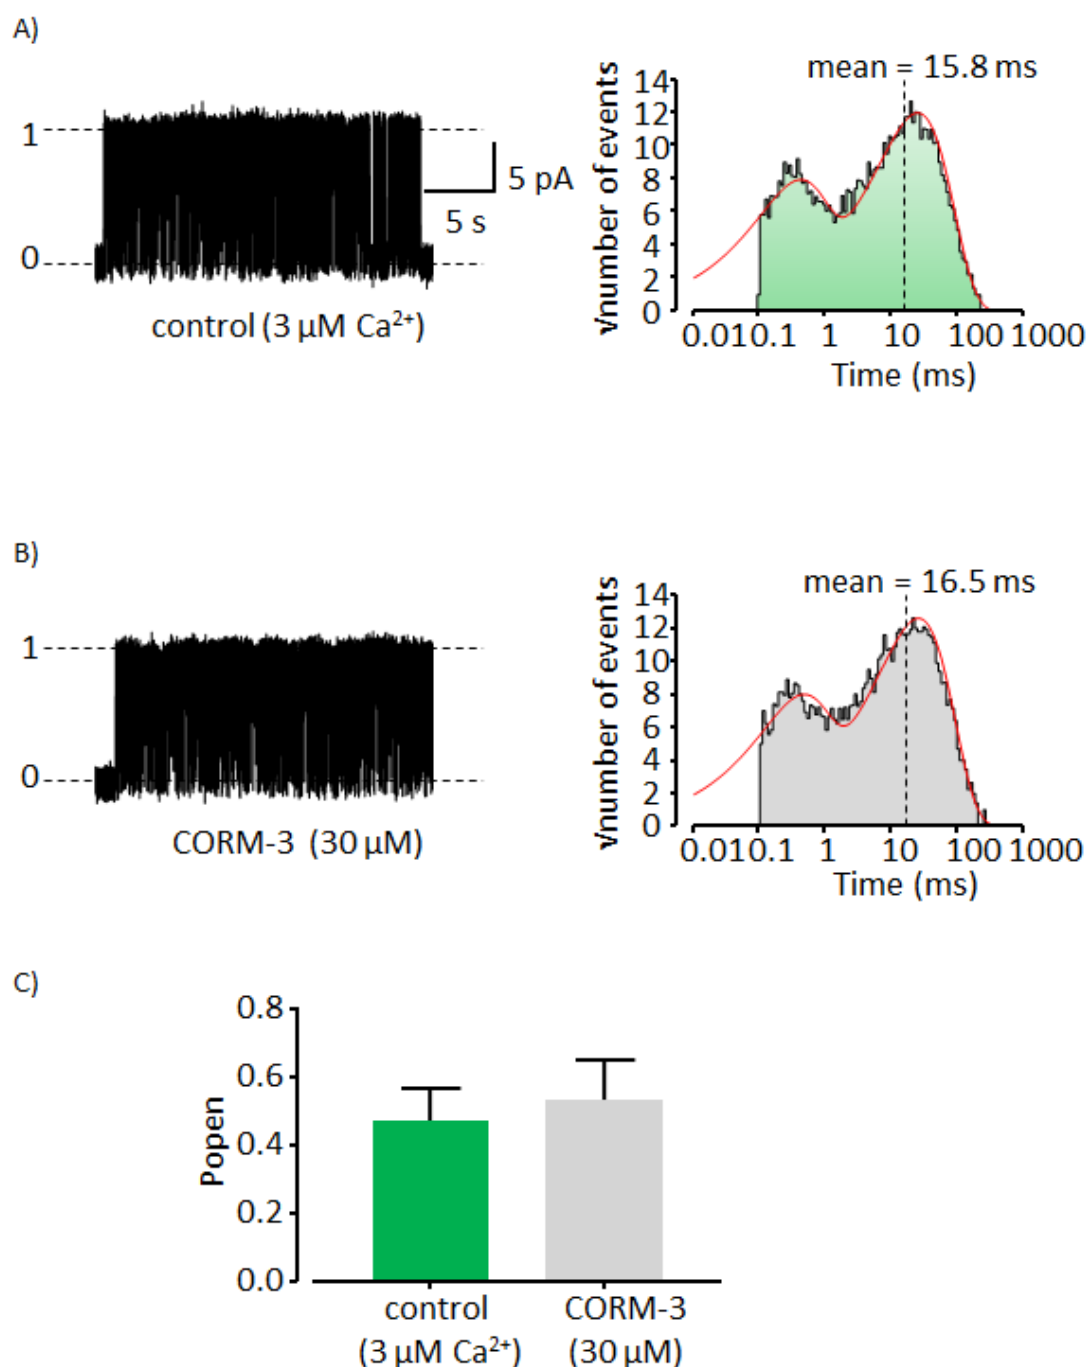 A)
mean = 15.8 ms
1
0
5 pA
5 s
control (3 µM Ca²⁺)
√number of events
14
12
10
8
6
4
2
0
0.01 0.1 1 10 100 1000
Time (ms)
B)
mean = 16.5 ms
1
0
CORM-3 (30 µM)
√number of events
14
12
10
8
6
4
2
0
0.01 0.1 1 10 100 1000
Time (ms)
C)
Popen
0.8
0.6
0.4
0.2
0.0
control
(3 µM Ca²⁺)
CORM-3
(30 µM)